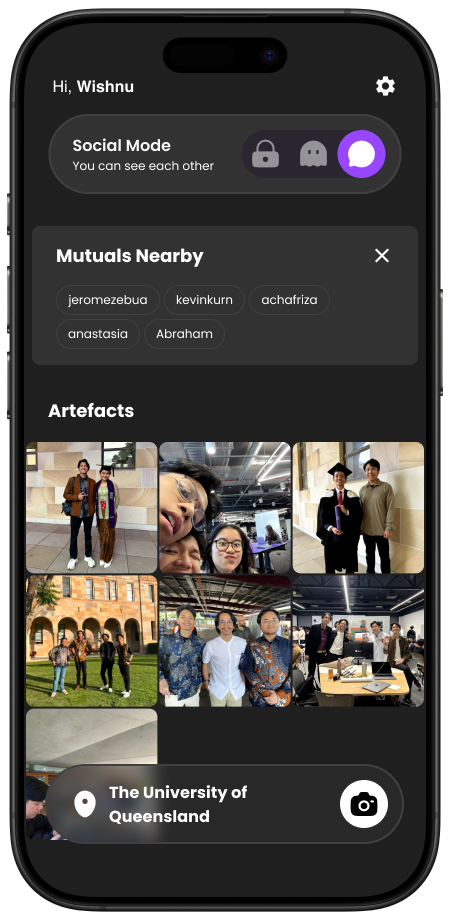 Hi, Wishnu
Social Mode
You can see each other
Mutuals Nearby
jeromezebua kevinkurn achafriza
anastasia Abraham
Artefacts
The University of
Queensland